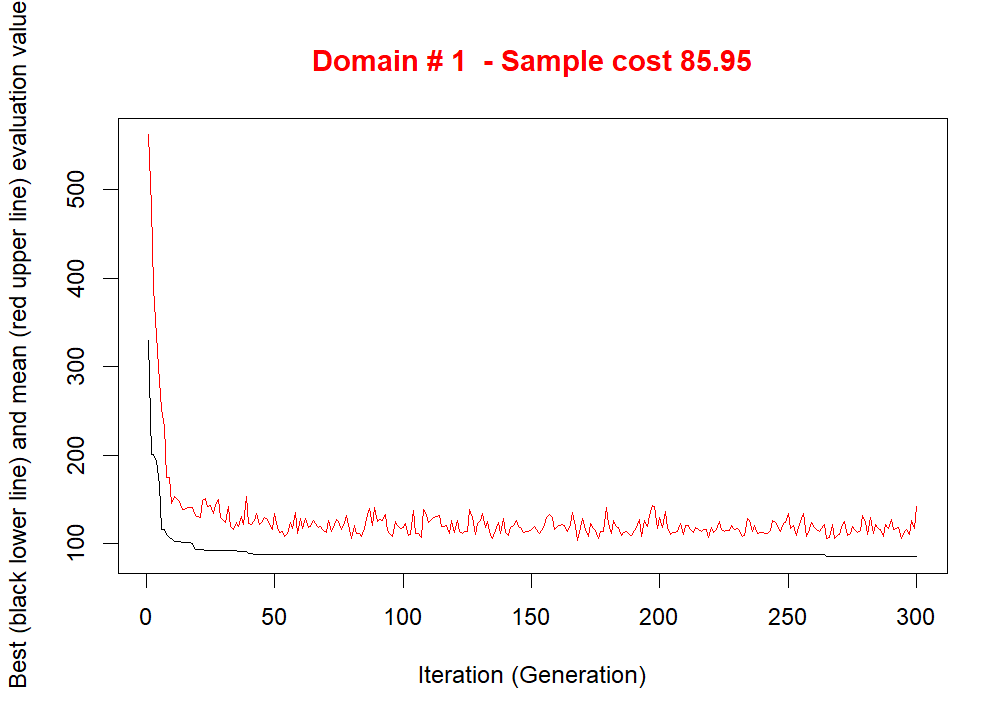 Domain # 1  - Sample cost 85.95
Best (black lower line) and mean (red upper line) evaluation value
500
400
300
200
100
0 50 100 150 200 250 300
Iteration (Generation)